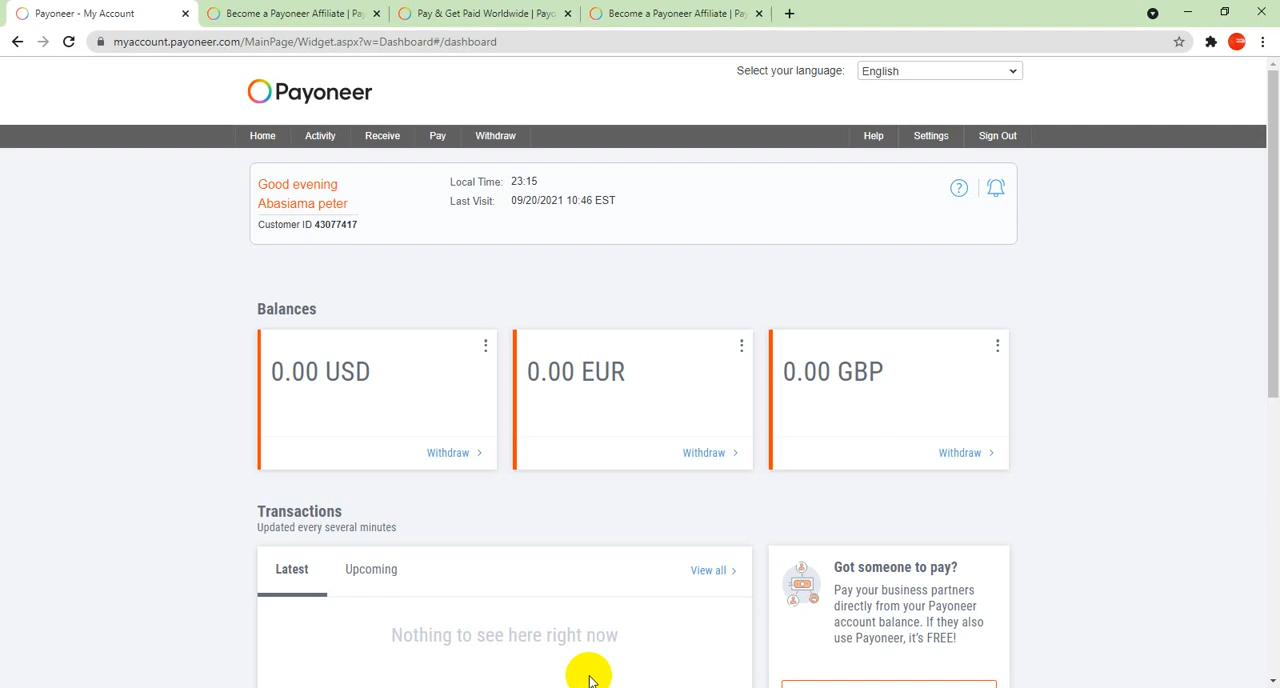 Payoneer - My Account
Become a Payoneer Affiliate | Pa
Pay & Get Paid Worldwide | Payo
Become a Payoneer Affiliate | Pa
myaccount.payoneer.com/MainPage/Widget.aspx?w=Dashboard#/dashboard
Select your language: English
Payoneer
Home Activity Receive Pay Withdraw Help Settings Sign Out
Good evening
Abasiama peter
Customer ID 43077417
Local Time: 23:15
Last Visit: 09/20/2021 10:46 EST
Balances
0.00 USD
Withdraw
0.00 EUR
Withdraw
0.00 GBP
Withdraw
Transactions
Updated every several minutes
Latest Upcoming View all
Nothing to see here right now
Got someone to pay?
Pay your business partners
directly from your Payoneer
account balance. If they also
use Payoneer, it's FREE!